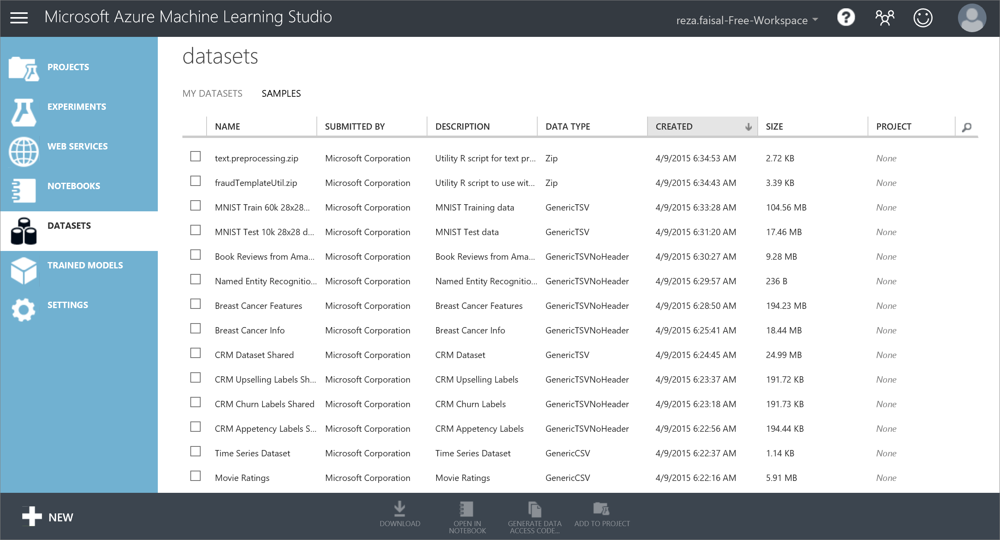 Microsoft Azure Machine Learning Studio
reza.faisal-Free-Workspace
?
PROJECTS
EXPERIMENTS
WEB SERVICES
NOTEBOOKS
DATASETS
TRAINED MODELS
SETTINGS
datasets
MY DATASETS SAMPLES
NAME SUBMITTED BY DESCRIPTION DATA TYPE CREATED SIZE PROJECT
text.preprocessing.zip Microsoft Corporation Utility R script for text pr... Zip 4/9/2015 6:34:53 AM 2.72 KB None
fraudTemplateUtil.zip Microsoft Corporation Utility R script to use wit... Zip 4/9/2015 6:34:43 AM 3.39 KB None
MNIST Train 60k 28x28... Microsoft Corporation MNIST Training data GenericTSV 4/9/2015 6:33:28 AM 104.56 MB None
MNIST Test 10k 28x28 d... Microsoft Corporation MNIST Test data GenericTSV 4/9/2015 6:31:20 AM 17.46 MB None
Book Reviews from Ama... Microsoft Corporation Book Reviews from Ama... GenericTSVNoHeader 4/9/2015 6:30:27 AM 9.28 MB None
Named Entity Recognitio... Microsoft Corporation Named Entity Recognitio... GenericTSVNoHeader 4/9/2015 6:29:57 AM 236 B None
Breast Cancer Features Microsoft Corporation Breast Cancer Features GenericTSVNoHeader 4/9/2015 6:28:50 AM 194.23 MB None
Breast Cancer Info Microsoft Corporation Breast Cancer Info GenericTSVNoHeader 4/9/2015 6:25:41 AM 18.44 MB None
CRM Dataset Shared Microsoft Corporation CRM Dataset GenericTSV 4/9/2015 6:24:45 AM 24.99 MB None
CRM Upselling Labels Sh... Microsoft Corporation CRM Upselling Labels GenericTSVNoHeader 4/9/2015 6:23:37 AM 191.72 KB None
CRM Churn Labels Shared Microsoft Corporation CRM Churn Labels GenericTSVNoHeader 4/9/2015 6:23:18 AM 191.73 KB None
CRM Appetency Labels S... Microsoft Corporation CRM Appetency Labels GenericTSVNoHeader 4/9/2015 6:22:56 AM 194.44 KB None
Time Series Dataset Microsoft Corporation Time Series Dataset GenericCSV 4/9/2015 6:22:37 AM 1.14 KB None
Movie Ratings Microsoft Corporation Movie Ratings GenericCSV 4/9/2015 6:22:16 AM 5.91 MB None
NEW
DOWNLOAD
OPEN IN
NOTEBOOK
GENERATE DATA
ACCESS CODE...
ADD TO PROJECT